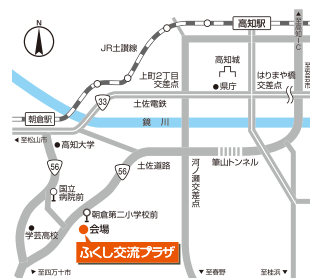 高知駅
JR土讃線
高知城
上町2丁目
交差点
県庁
はりまや橋
交差点
33
土佐電鉄
朝倉駅
鏡川
至松山市
高知大学
56
土佐道路
56
国立
病院前
河ノ瀬交差点
筆山トンネル
朝倉第二小学校前
会場
学芸高校
ふくし交流プラザ
至四万十市
至春野
至桂浜